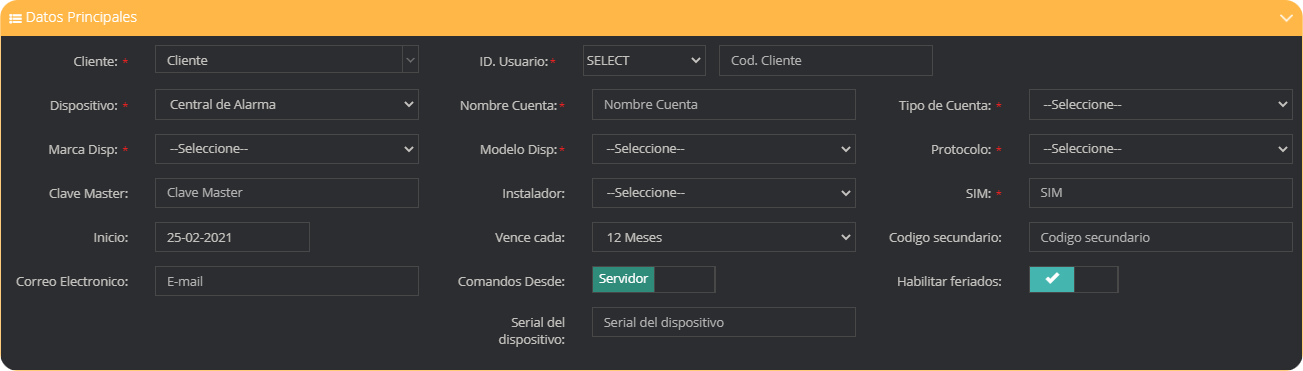 Datos Principales
Cliente: * Cliente ID. Usuario:* SELECT Cod. Cliente
Dispositivo: * Central de Alarma Nombre Cuenta:* Nombre Cuenta Tipo de Cuenta: * --Seleccione--
Marca Disp: * --Seleccione-- Modelo Disp:* --Seleccione-- Protocolo: * --Seleccione--
Clave Master: Clave Master Instalador: --Seleccione-- SIM: * SIM
Inicio: 25-02-2021 Vence cada: 12 Meses Codigo secundario: Codigo secundario
Correo Electronico: E-mail Comandos Desde: Servidor Habilitar feriados:
Serial del
dispositivo: Serial del dispositivo